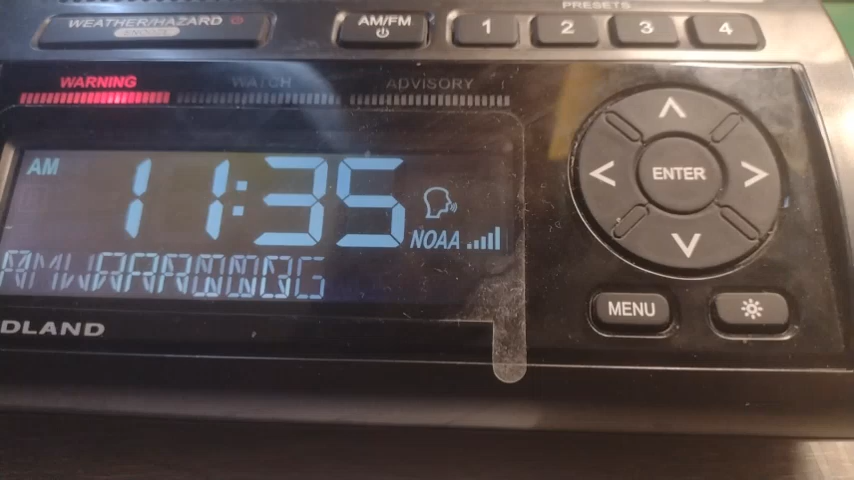 PRESETS
WEATHER/HAZARD
SNOOZE
AM/FM
1
2
3
4
WARNING
WATCH
ADVISORY
AM
11:35
NOAA
ENTER
DLAND
MENU